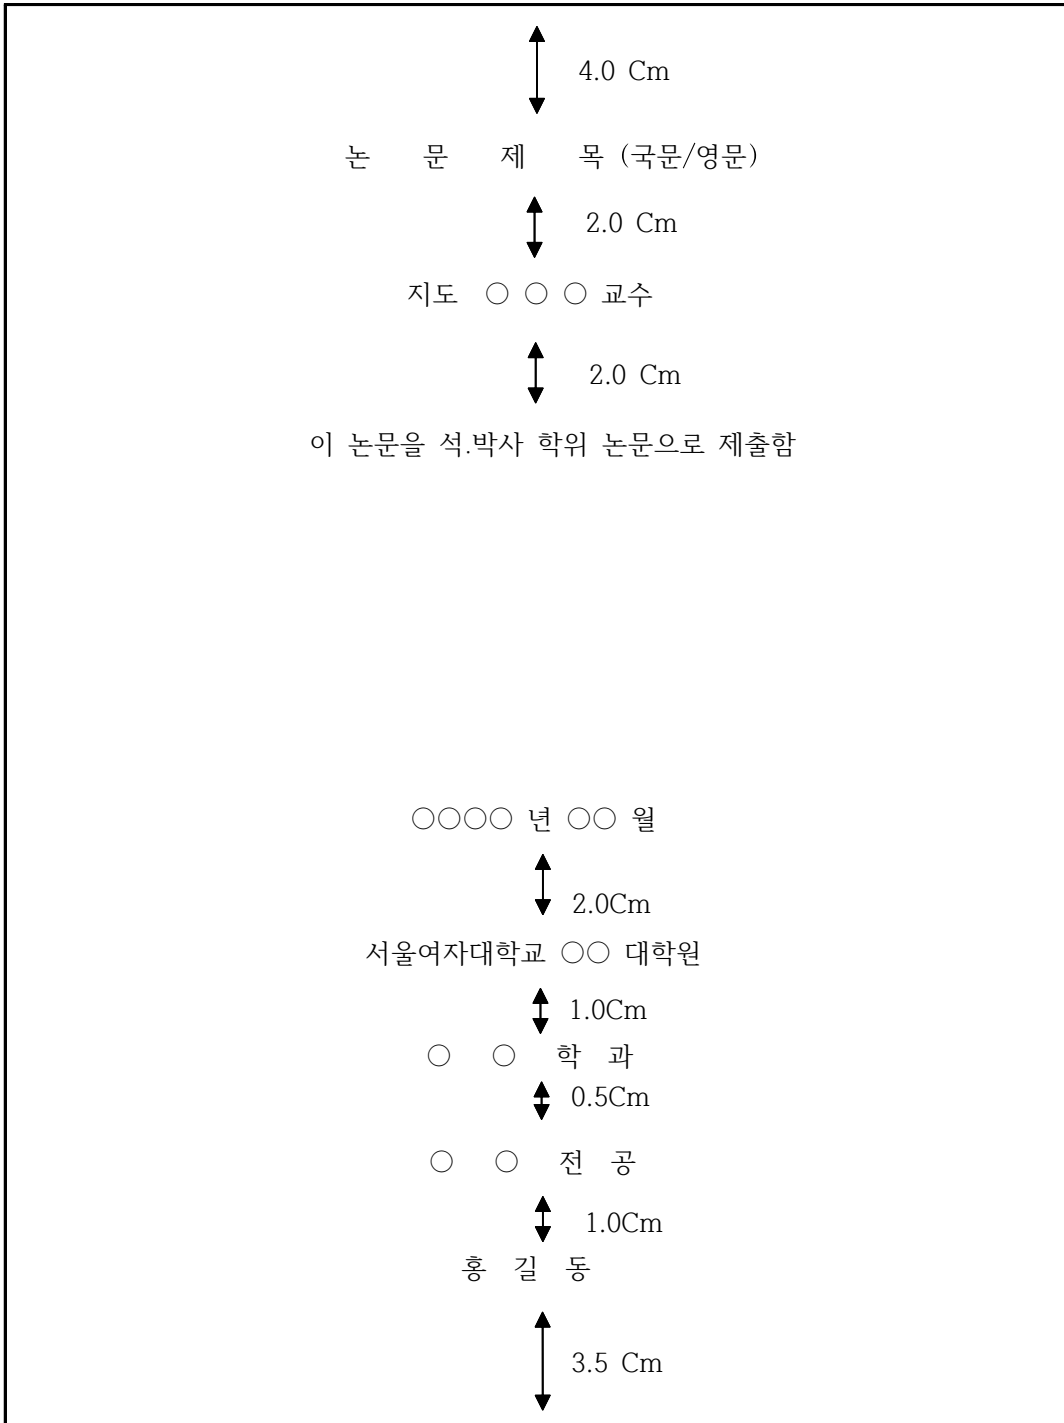 4.0 Cm
논 문 제 목 (국문/영문)
2.0 Cm
지도 ○ ○ ○ 교수
2.0 Cm
이 논문을 석.박사 학위 논문으로 제출함
○○○○ 년 ○○ 월
2.0Cm
서울여자대학교 ○○ 대학원
1.0Cm
○ ○ 학 과
0.5Cm
○ ○ 전 공
1.0Cm
홍 길 동
3.5 Cm